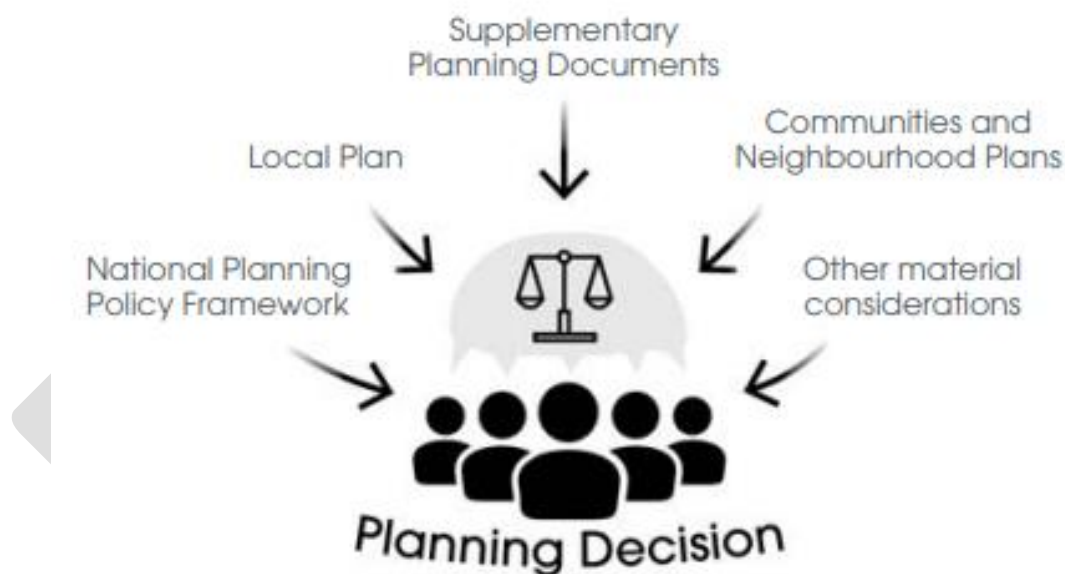 Supplementary
Planning Documents
Communities and
Neighbourhood Plans
Local Plan
National Planning
Policy Framework
Other material
considerations
Planning Decision